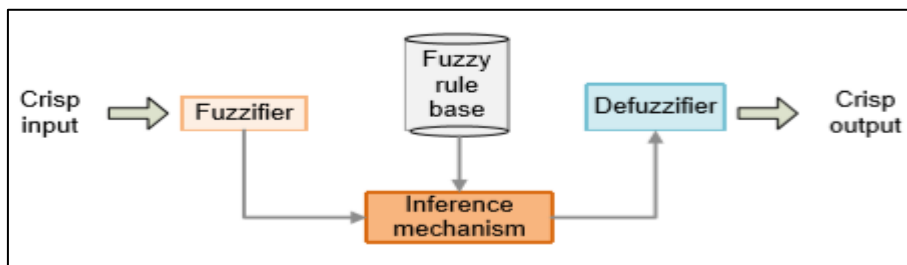 Crisp
input
Fuzzifier
Fuzzy
rule
base
Defuzzifier
Crisp
output
Inference
mechanism